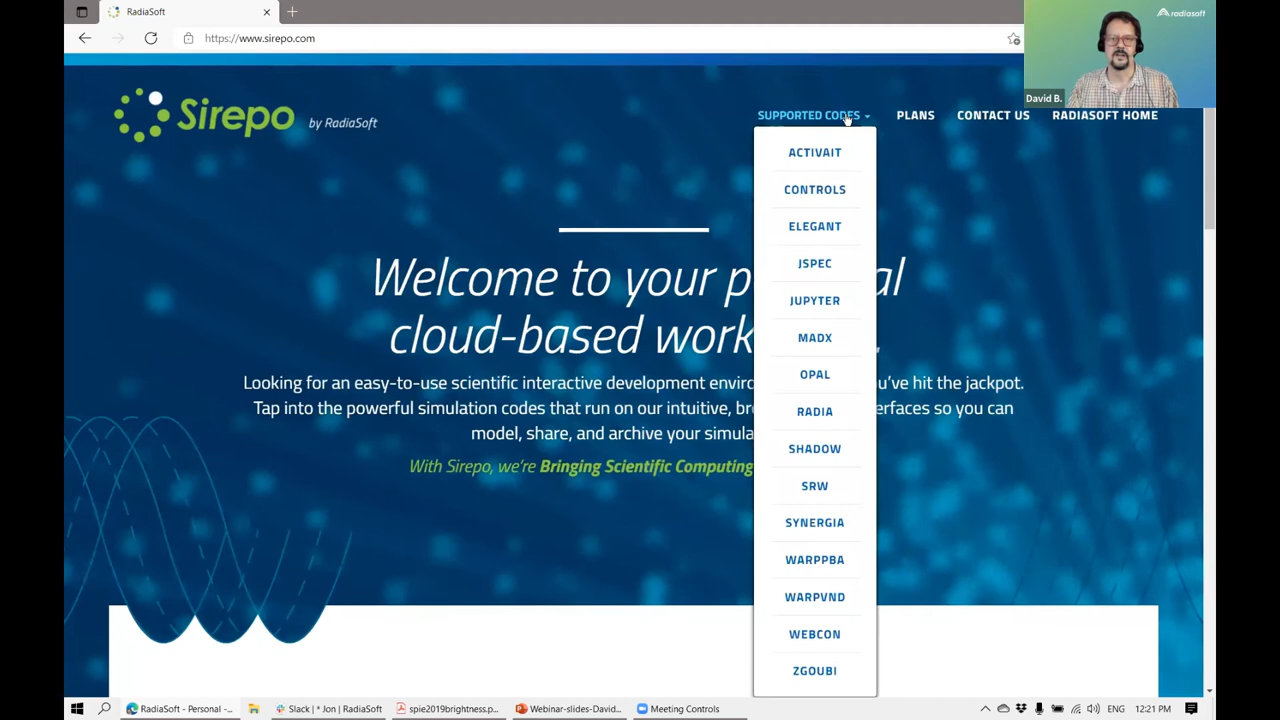 RadiaSoft
https://www.sirepo.com
radiasoft
David B.
Sirepo by RadiaSoft
SUPPORTED CODES
PLANS
CONTACT US
RADIASOFT HOME
ACTIVAIT
CONTROLS
ELEGANT
JSPEC
JUPYTER
MADX
OPAL
RADIA
SHADOW
SRW
SYNERGIA
WARPPBA
WARPVND
WEBCON
ZGOUBI
Welcome to your p al
cloud-based work
Looking for an easy-to-use scientific interactive development envir u've hit the jackpot.
Tap into the powerful simulation codes that run on our intuitive, br erfaces so you can
model, share, and archive your simula
With Sirepo, we're Bringing Scientific Computing
RadiaSoft - Personal -...
Slack | * Jon | RadiaSoft
spie2019brightness.p...
Webinar-slides-David...
Meeting Controls
ENG
12:21 PM